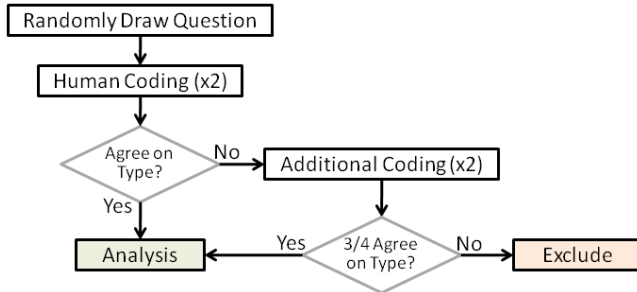 Randomly Draw Question
Human Coding (x2)
Agree on
Type?
No
Additional Coding (x2)
Yes
3/4 Agree
on Type?
Yes
No
Analysis
Exclude